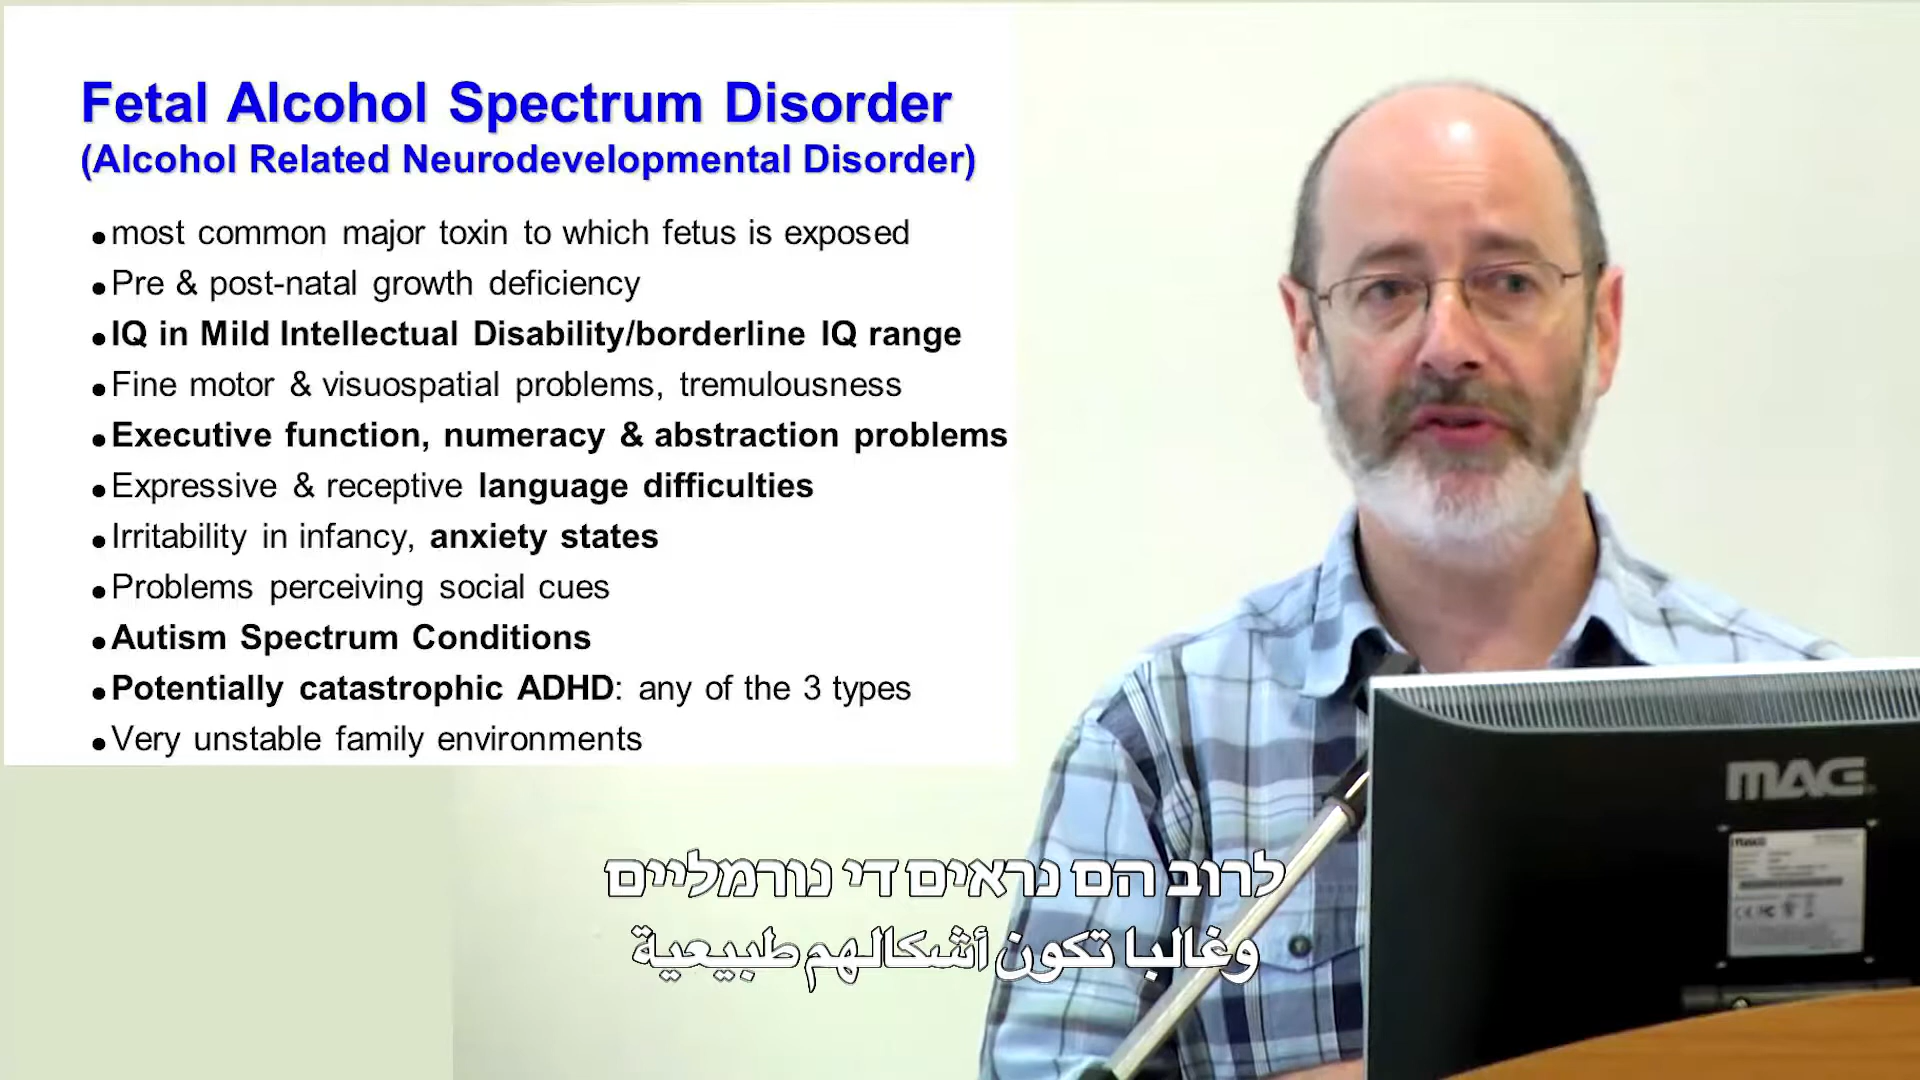 Fetal Alcohol Spectrum Disorder
(Alcohol Related Neurodevelopmental Disorder)
•most common major toxin to which fetus is exposed
•Pre & post-natal growth deficiency
•IQ in Mild Intellectual Disability/borderline IQ range
•Fine motor & visuospatial problems, tremulousness
•Executive function, numeracy & abstraction problems
•Expressive & receptive language difficulties
•Irritability in infancy, anxiety states
•Problems perceiving social cues
•Autism Spectrum Conditions
•Potentially catastrophic ADHD: any of the 3 types
•Very unstable family environments
MAG
לרוב הם נראים די נורמליים
وغالبا تكون أشكالهم طبيعية